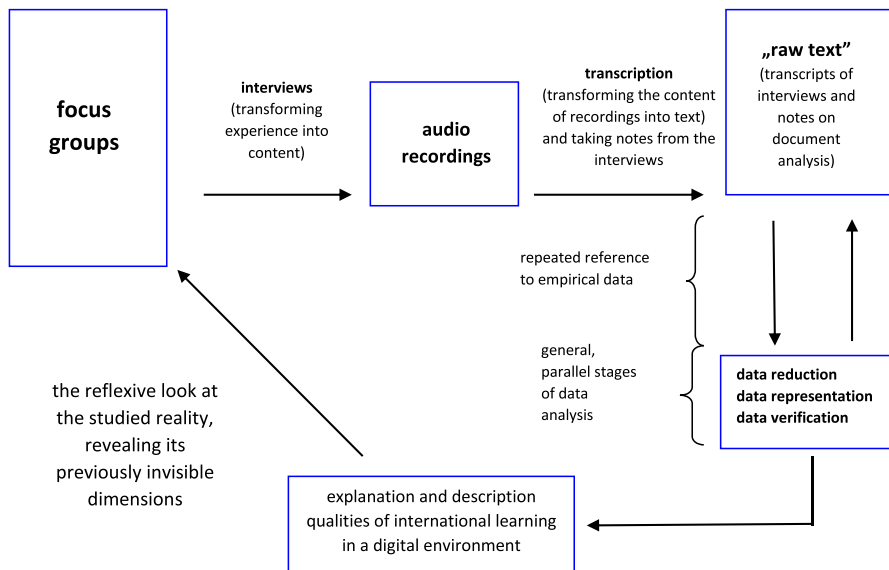 focus
groups
interviews
(transforming
experience into
content)
audio
recordings
transcription
(transforming the content
of recordings into text)
and taking notes from the
interviews
„raw text”
(transcripts of
interviews and
notes on
document
analysis)
repeated reference
to empirical data
general,
parallel stages
of data
analysis
data reduction
data representation
data verification
the reflexive look at
the studied reality,
revealing its
previously invisible
dimensions
explanation and description
qualities of international learning
in a digital environment